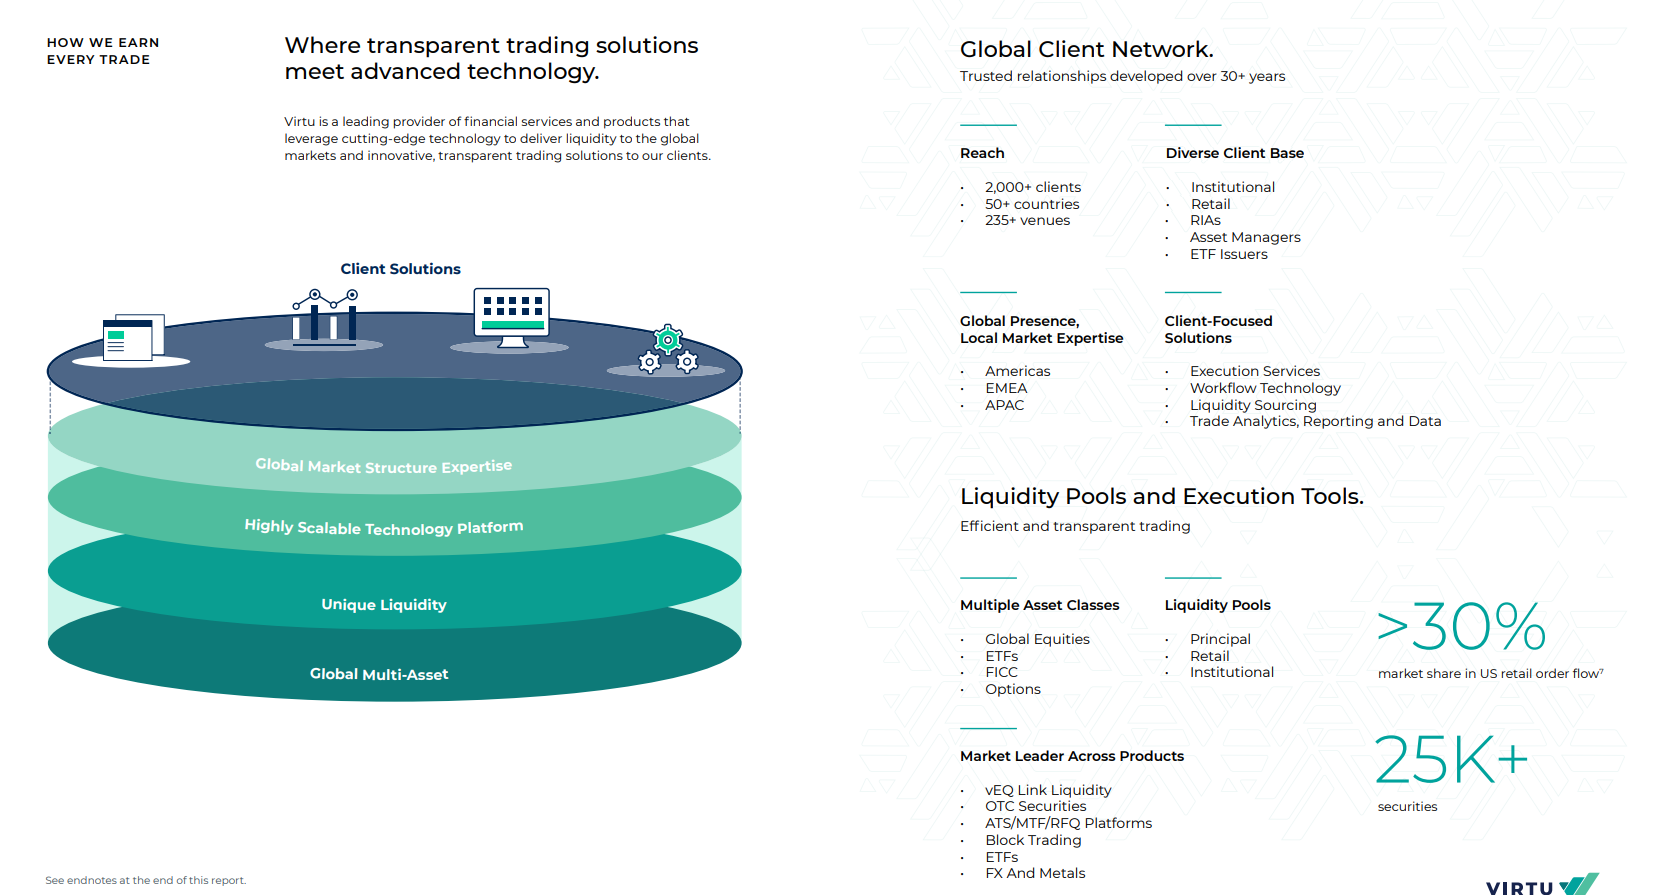 HOW WE EARN
EVERY TRADE
Where transparent trading solutions
meet advanced technology.
Virtu is a leading provider of financial services and products that
leverage cutting-edge technology to deliver liquidity to the global
markets and innovative, transparent trading solutions to our clients.
Client Solutions
Global Market Structure Expertise
Highly Scalable Technology Platform
Unique Liquidity
Global Multi-Asset
See endnotes at the end of this report.
Global Client Network.
Trusted relationships developed over 30+ years
Reach
• 2,000+ clients
• 50+ countries
• 235+ venues
Diverse Client Base
• Institutional
• Retail
• RIAs
• Asset Managers
• ETF Issuers
Global Presence,
Local Market Expertise
• Americas
• EMEA
• APAC
Client-Focused
Solutions
• Execution Services
• Workflow Technology
• Liquidity Sourcing
• Trade Analytics, Reporting and Data
Liquidity Pools and Execution Tools.
Efficient and transparent trading
Multiple Asset Classes
• Global Equities
• ETFs
• FICC
• Options
Liquidity Pools
• Principal
• Retail
• Institutional
>30%
market share in US retail order flow⁷
Market Leader Across Products
• vEQ Link Liquidity
• OTC Securities
• ATS/MTF/RFQ Platforms
• Block Trading
• ETFs
• FX And Metals
25K+
securities
VIRTU